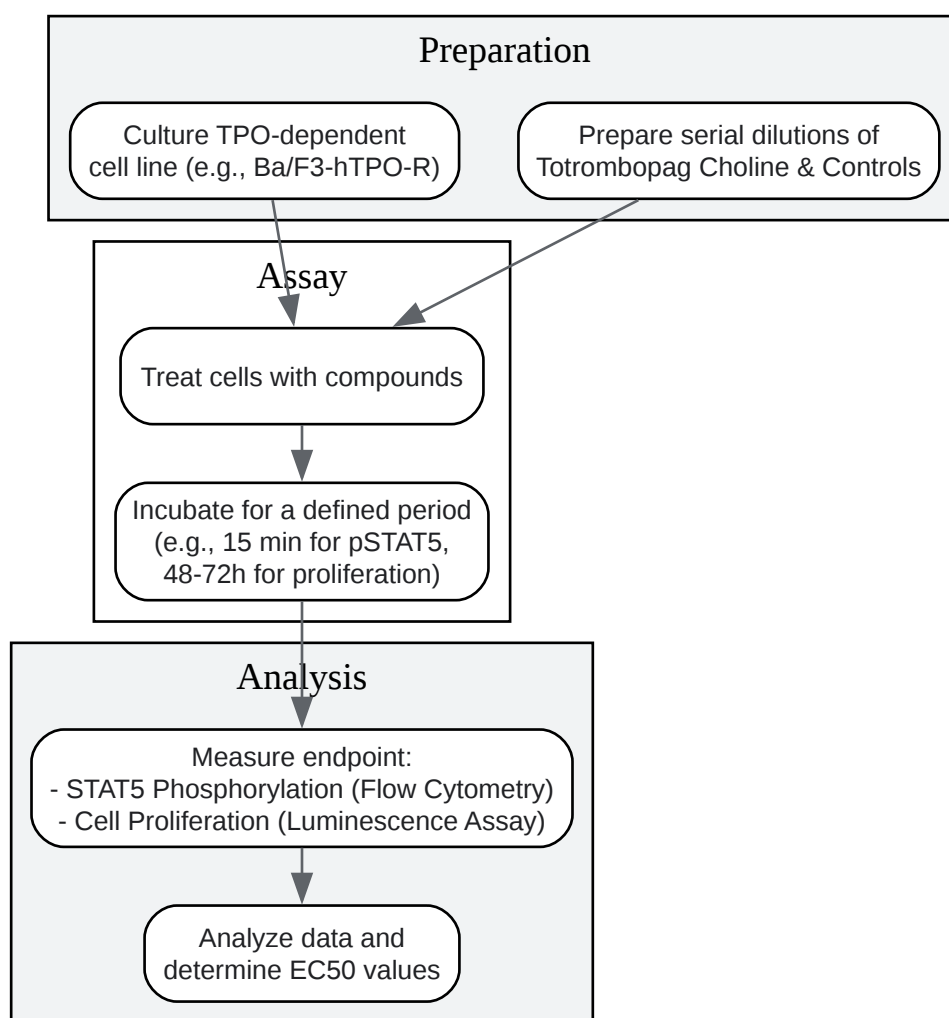 Preparation
Culture TPO-dependent
cell line (e.g., Ba/F3-hTPO-R)
Prepare serial dilutions of
Totrombopag Choline & Controls
Assay
Treat cells with compounds
Incubate for a defined period
(e.g., 15 min for pSTAT5,
48-72h for proliferation)
Analysis
Measure endpoint:
- STAT5 Phosphorylation (Flow Cytometry)
- Cell Proliferation (Luminescence Assay)
Analyze data and
determine EC50 values